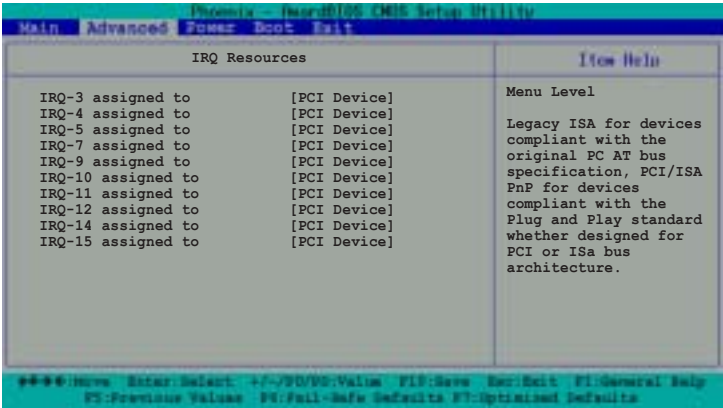 Phoenix - AwardBIOS CMOS Setup Utility
Main Advanced Power Boot Exit
IRQ Resources
Item Help
IRQ-3 assigned to [PCI Device]
IRQ-4 assigned to [PCI Device]
IRQ-5 assigned to [PCI Device]
IRQ-7 assigned to [PCI Device]
IRQ-9 assigned to [PCI Device]
IRQ-10 assigned to [PCI Device]
IRQ-11 assigned to [PCI Device]
IRQ-12 assigned to [PCI Device]
IRQ-14 assigned to [PCI Device]
IRQ-15 assigned to [PCI Device]
Menu Level
Legacy ISA for devices
compliant with the
original PC AT bus
specification, PCI/ISA
PnP for devices
compliant with the
Plug and Play standard
whether designed for
PCI or ISa bus
architecture.
:Move Enter:Select +/-/PU/PD:Value F10:Save Esc:Exit F1:General Help
F5:Previous Values F6:Fail-Safe Defaults F7:Optimized Defaults